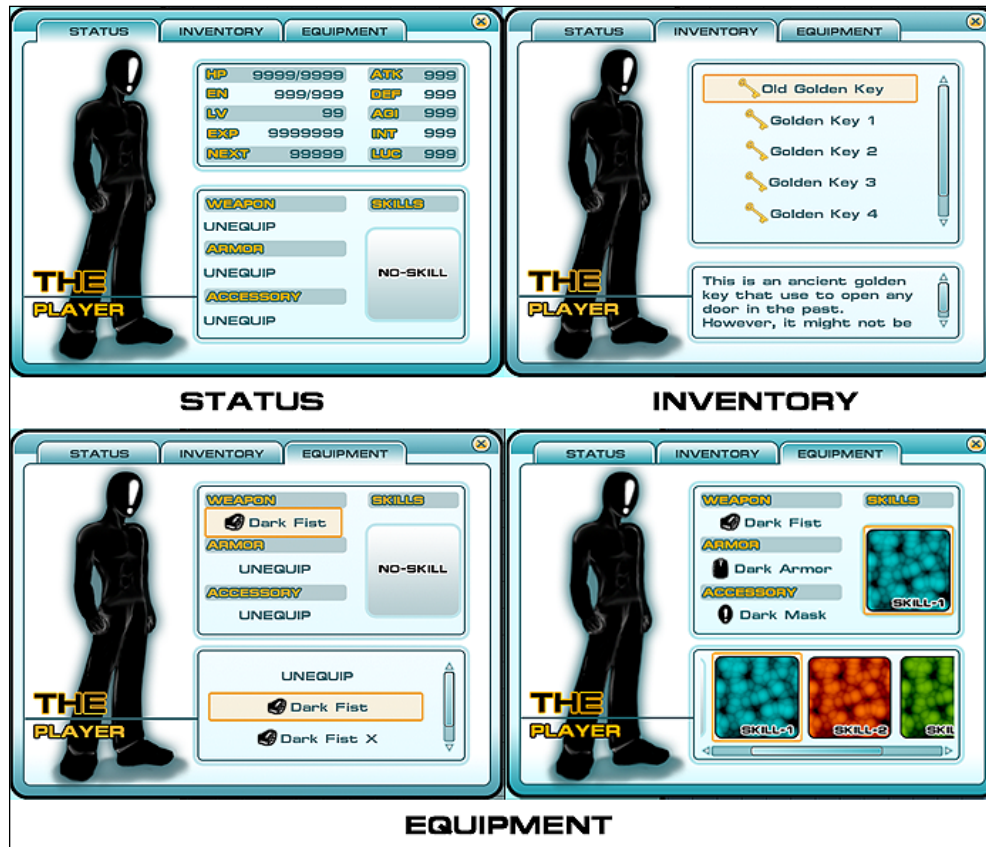 STATUS INVENTORY EQUIPMENT
HP 9999/9999 ATK 999
EN 999/999 DEF 999
LV 99 AGI 999
EXP 9999999 INT 999
NEXT 99999 LUC 999
WEAPON SKILLS
UNEQUIP
ARMOR
NO-SKILL
UNEQUIP
ACCESSORY
UNEQUIP
THE
PLAYER
STATUS
STATUS INVENTORY EQUIPMENT
Old Golden Key
Golden Key 1
Golden Key 2
Golden Key 3
Golden Key 4
This is an ancient golden
key that use to open any
door in the past.
However, it might not be
THE
PLAYER
INVENTORY
STATUS INVENTORY EQUIPMENT
WEAPON SKILLS
Dark Fist
ARMOR
UNEQUIP NO-SKILL
ACCESSORY
UNEQUIP
UNEQUIP
Dark Fist
Dark Fist X
THE
PLAYER
STATUS INVENTORY EQUIPMENT
WEAPON SKILLS
Dark Fist
ARMOR
Dark Armor
ACCESSORY
SKILL-1
Dark Mask
SKILL-1 SKILL-2 SKIL
THE
PLAYER
EQUIPMENT